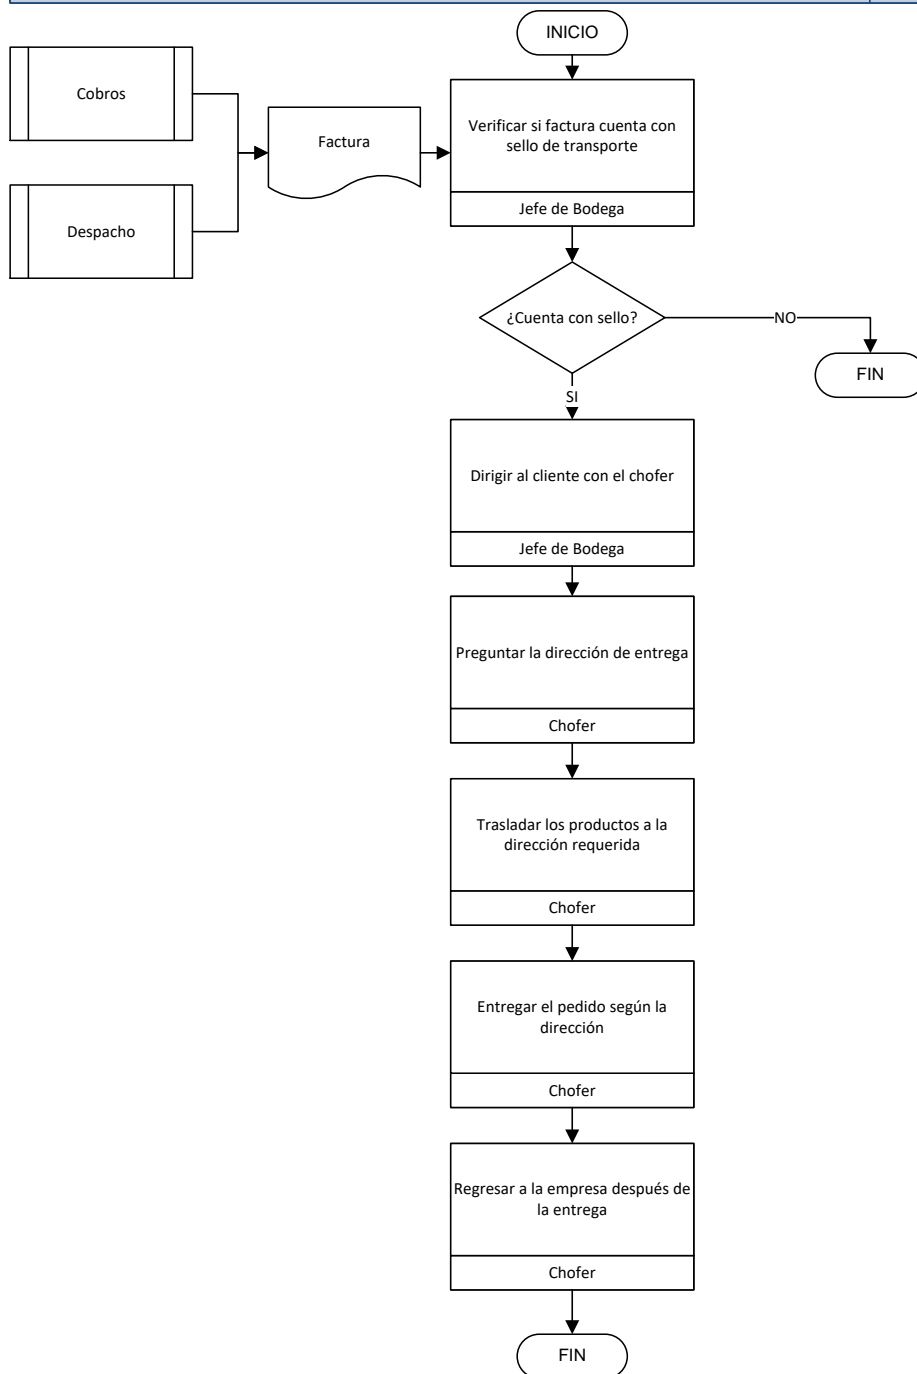 INICIO
Cobros
Despacho
Factura
Verificar si factura cuenta con
sello de transporte
Jefe de Bodega
¿Cuenta con sello?
NO
FIN
SI
Dirigir al cliente con el chofer
Jefe de Bodega
Preguntar la dirección de entrega
Chofer
Trasladar los productos a la
dirección requerida
Chofer
Entregar el pedido según la
dirección
Chofer
Regresar a la empresa después de
la entrega
Chofer
FIN